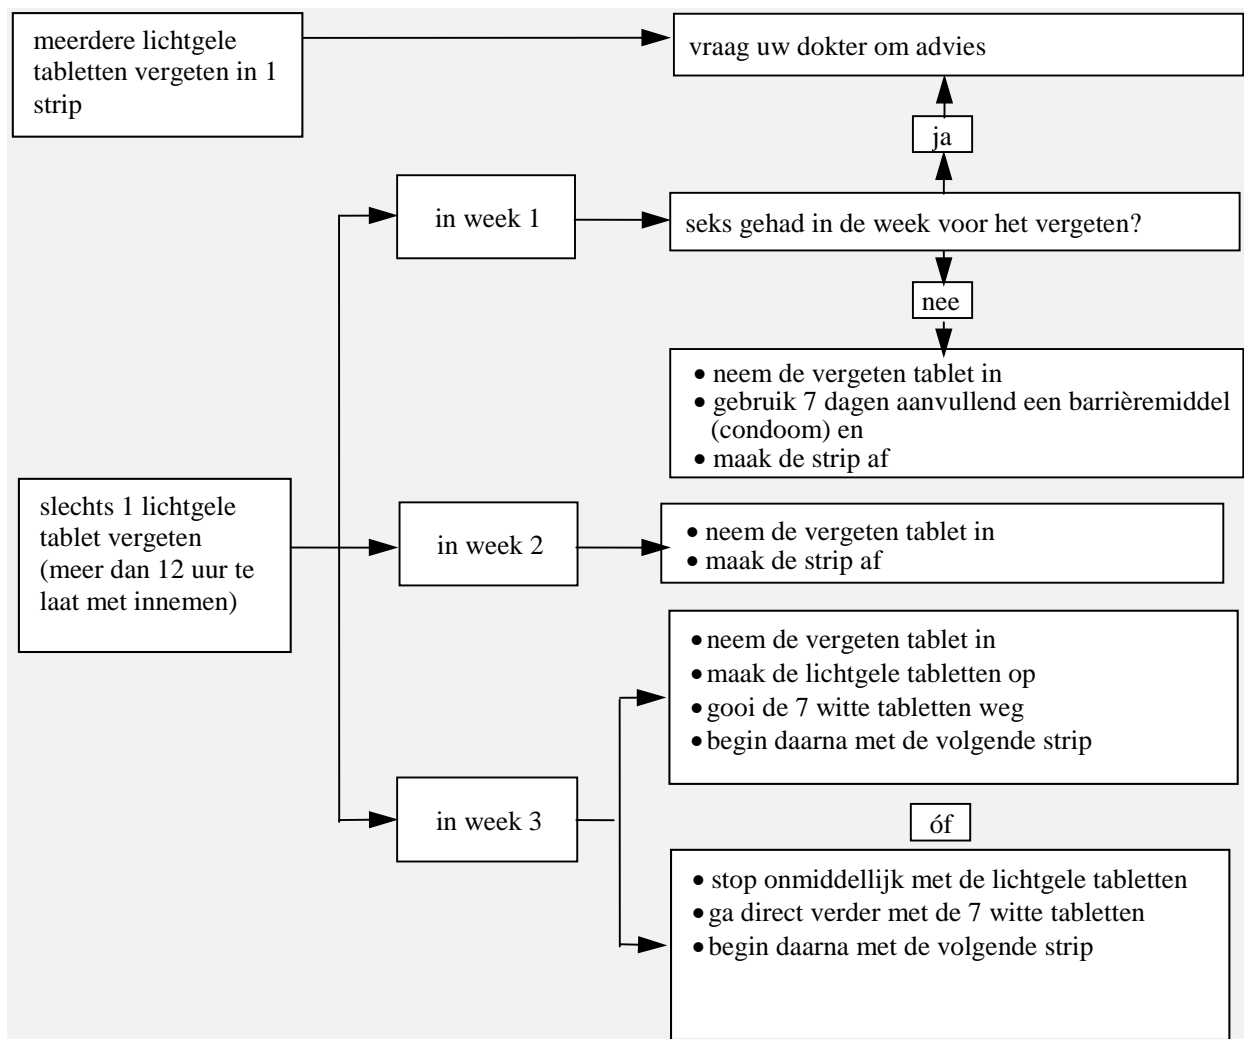 meerdere lichtgele
tabletten vergeten in 1
strip
vraag uw dokter om advies
ja
in week 1
seks gehad in de week voor het vergeten?
nee
• neem de vergeten tablet in
• gebruik 7 dagen aanvullend een barrièremiddel
(condoom) en
• maak de strip af
slechts 1 lichtgele
tablet vergeten
(meer dan 12 uur te
laat met innemen)
in week 2
• neem de vergeten tablet in
• maak de strip af
in week 3
• neem de vergeten tablet in
• maak de lichtgele tabletten op
• gooi de 7 witte tabletten weg
• begin daarna met de volgende strip
óf
• stop onmiddellijk met de lichtgele tabletten
• ga direct verder met de 7 witte tabletten
• begin daarna met de volgende strip